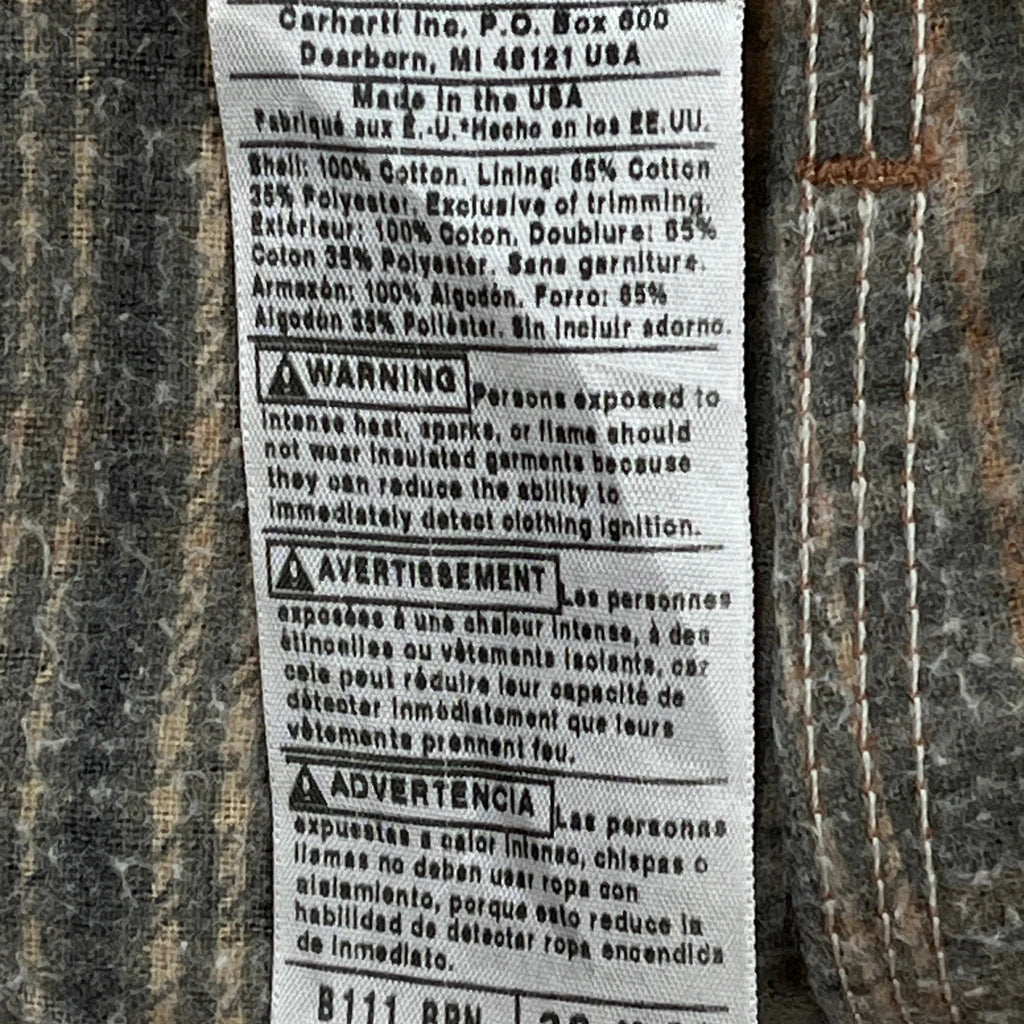 Carhartt Inc. P.O. Box 600
Dearborn, MI 48121 USA
Made in the USA
Fabriqué aux É.-U.*Hecho en los EE.UU.
Shell: 100% Cotton. Lining: 65% Cotton
35% Polyester. Exclusive of trimming.
Extérieur: 100% Coton. Doublure: 65%
Coton 35% Polyester. Sans garniture.
Armazón: 100% Algodón. Forro: 65%
Algodón 35% Poliéster. Sin incluir adorno.
WARNING Persons exposed to
intense heat, sparks, or flame should
not wear insulated garments because
they can reduce the ability to
immediately detect clothing ignition.
AVERTISSEMENT Les personnes
exposées à une chaleur intense, à des
étincelles ou vêtements isolants, car
cela peut réduire leur capacité de
détecter immédiatement que leurs
vêtements prennent feu.
ADVERTENCIA Las personas
expuestas a calor intenso, chispas o
llamas no deben usar ropa con
aislamiento, porque esto reduce la
habilidad de detectar ropa encendida
de inmediato.
B111 BRN